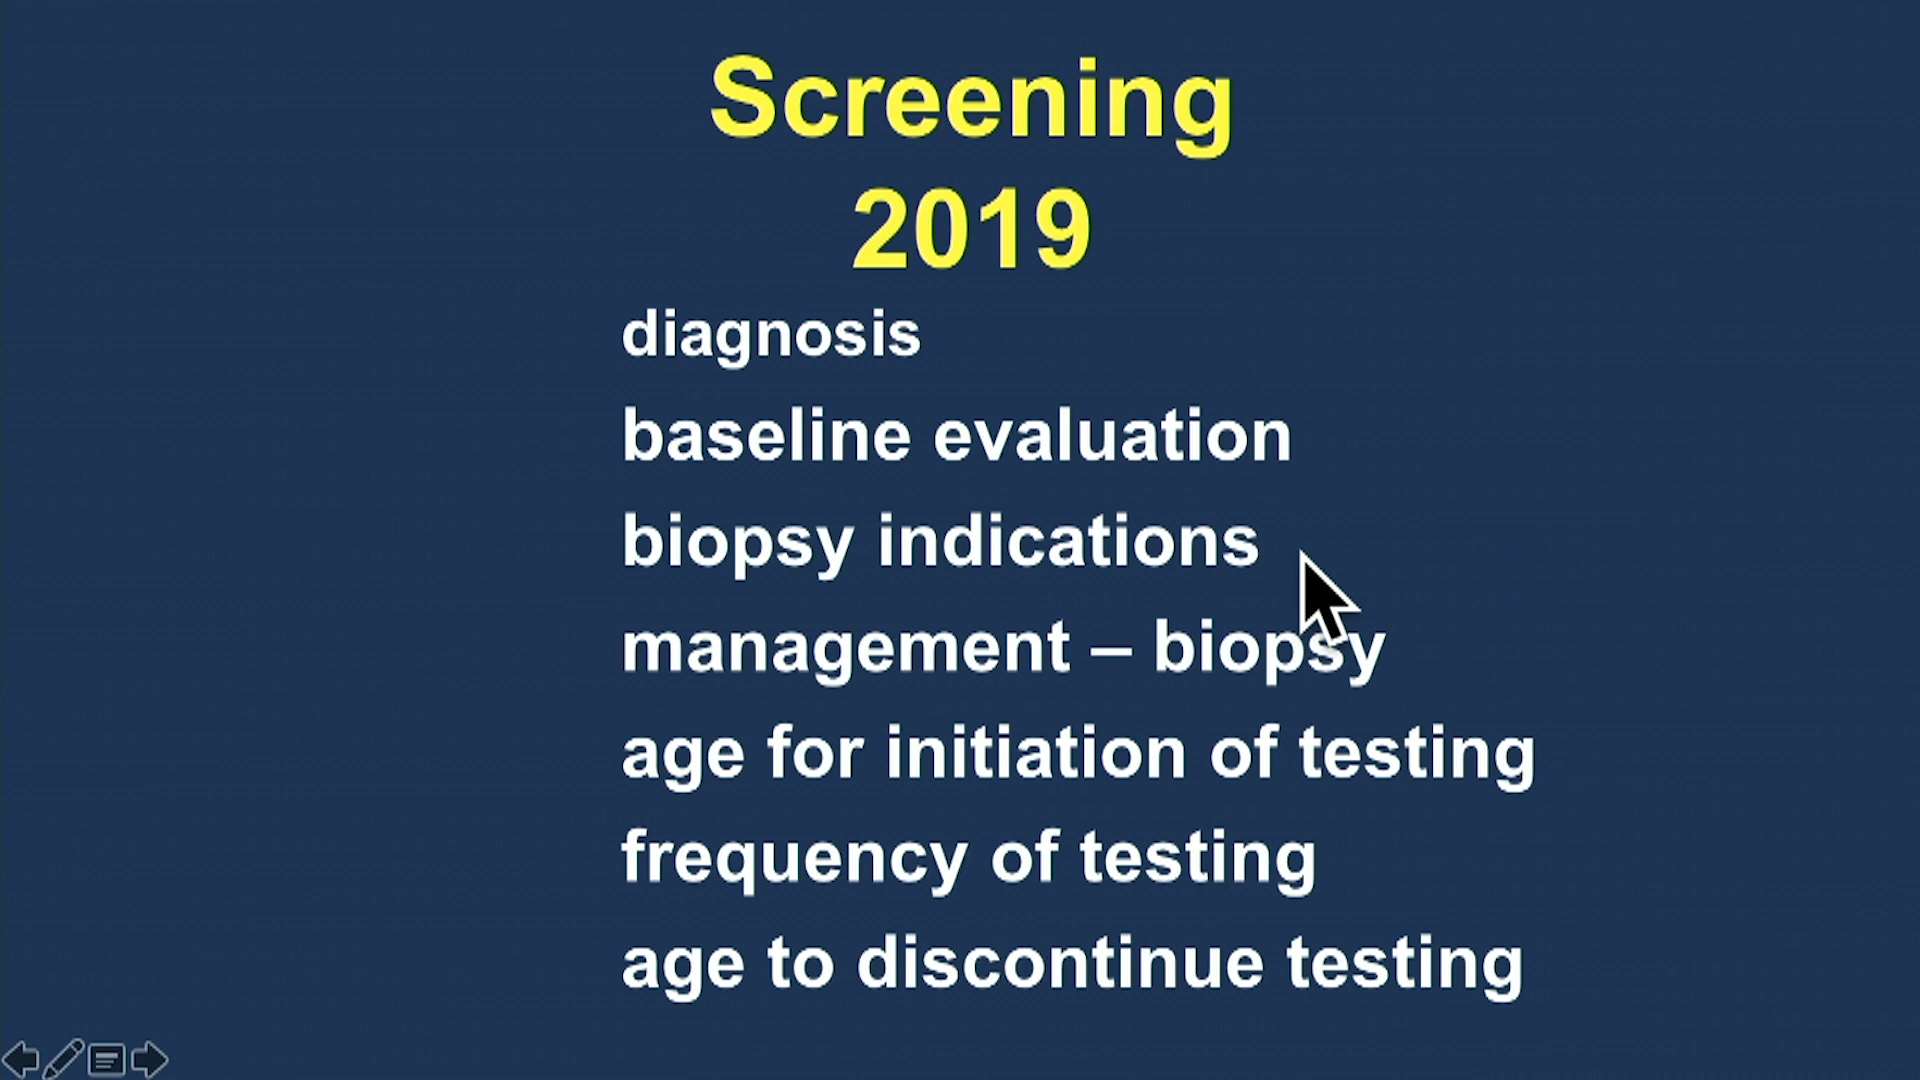 Screening
2019
diagnosis
baseline evaluation
biopsy indications
management – biopsy
age for initiation of testing
frequency of testing
age to discontinue testing